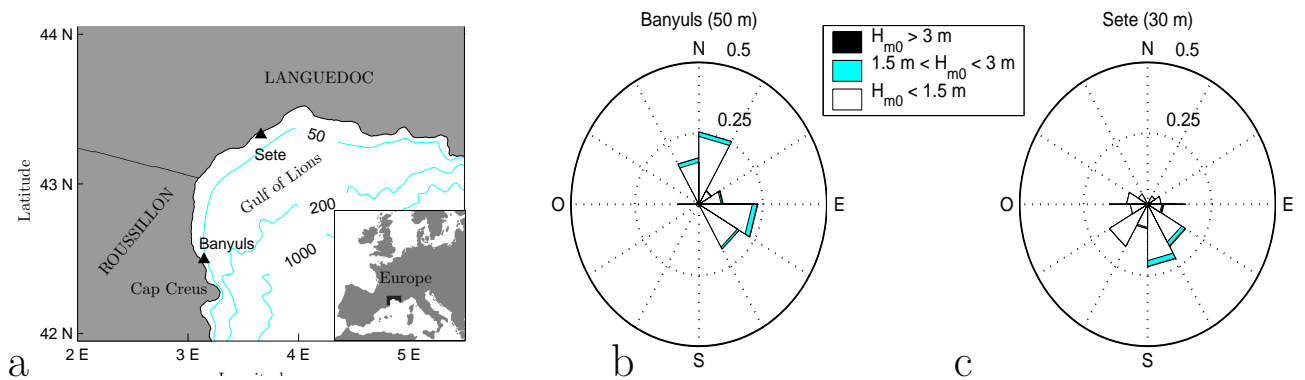 44 N
43 N
42 N
Latitude
2 E
3 E
4 E
5 E
LANGUEDOC
ROUSSILLON
Sete
Gulf of Lions
Banyuls
Cap Creus
50
200
1000
Europe
a
Banyuls (50 m)
N
0.5
0.25
O
E
S
b
H_m0 > 3 m
1.5 m < H_m0 < 3 m
H_m0 < 1.5 m
Sete (30 m)
N
0.5
0.25
O
E
S
c